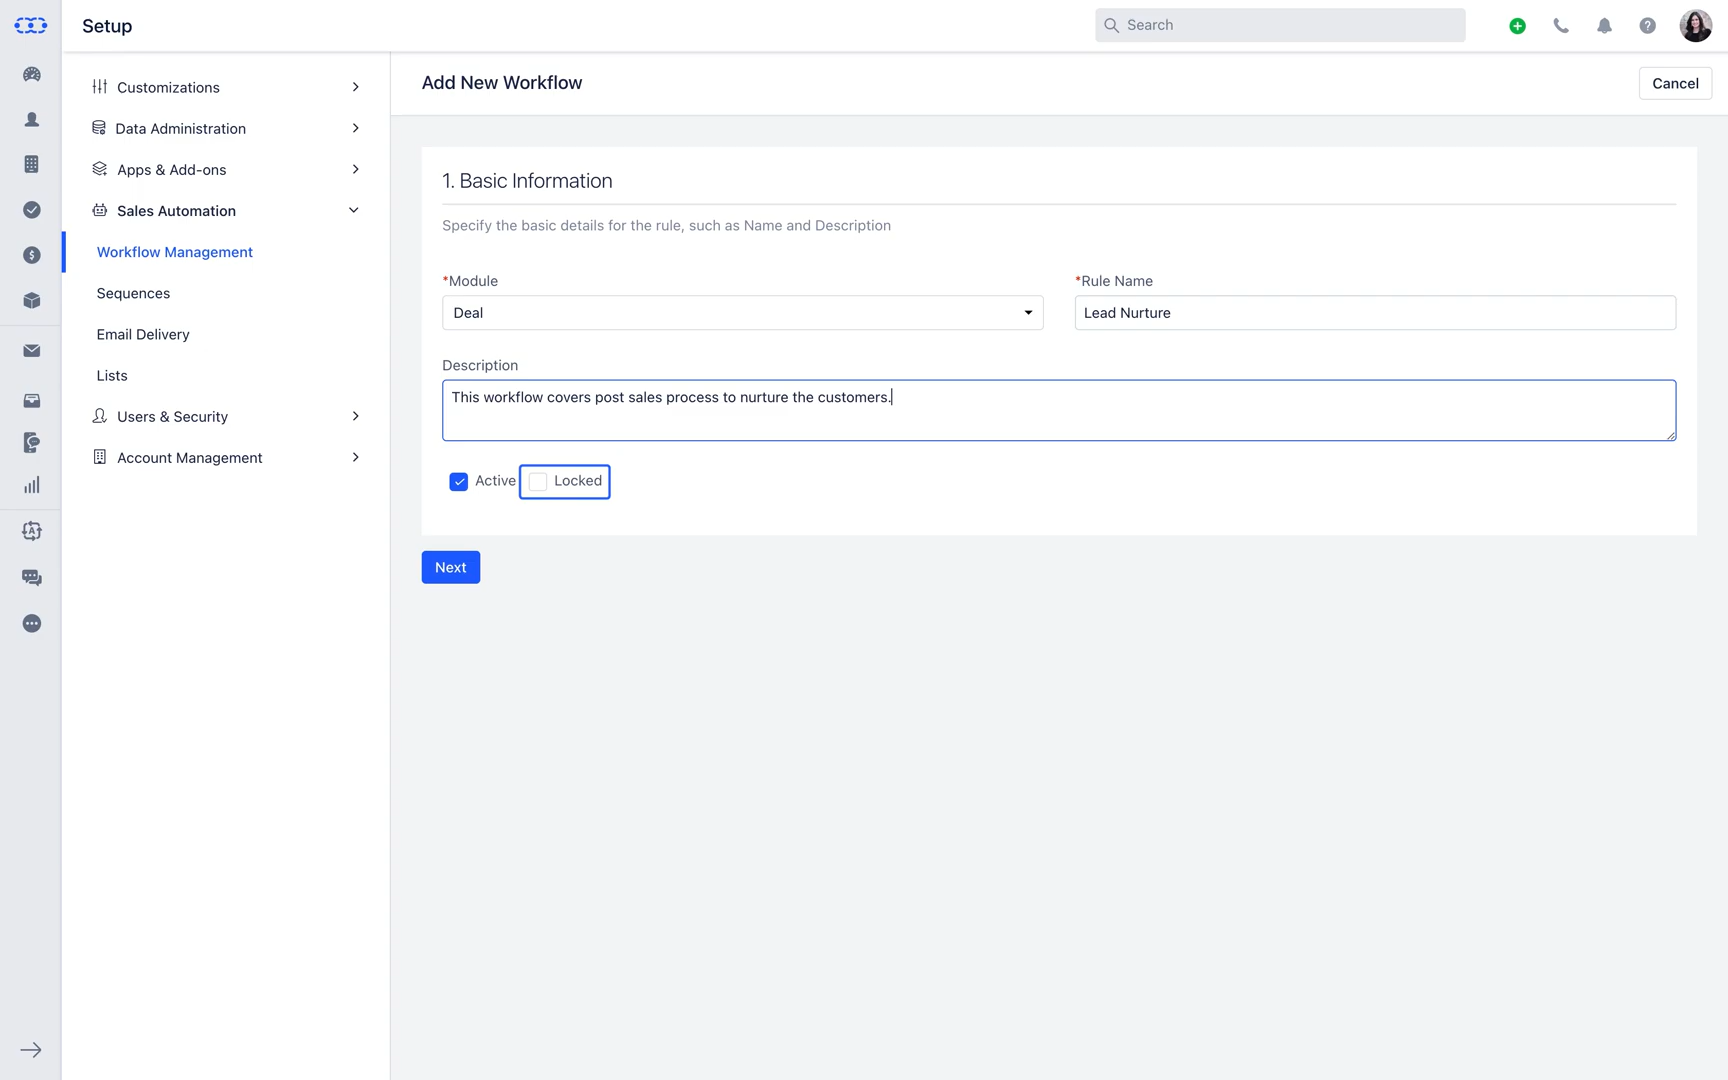 Setup
Search
Customizations
Data Administration
Apps & Add-ons
Sales Automation
Workflow Management
Sequences
Email Delivery
Lists
Users & Security
Account Management
Add New Workflow
Cancel
1. Basic Information
Specify the basic details for the rule, such as Name and Description
*Module
*Rule Name
Deal
Lead Nurture
Description
This workflow covers post sales process to nurture the customers.
Active
Locked
Next